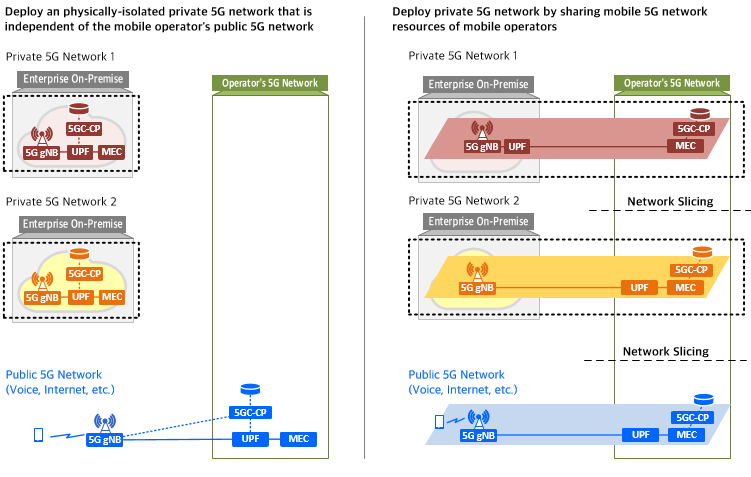 Deploy an physically-isolated private 5G network that is
independent of the mobile operator's public 5G network
Private 5G Network 1
Enterprise On-Premise
Operator's 5G Network
5GC-CP
5G gNB
UPF
MEC
Private 5G Network 2
Enterprise On-Premise
5GC-CP
5G gNB
UPF
MEC
Public 5G Network
(Voice, Internet, etc.)
5GC-CP
5G gNB
UPF
MEC
Deploy private 5G network by sharing mobile 5G network
resources of mobile operators
Private 5G Network 1
Enterprise On-Premise
Operator's 5G Network
5GC-CP
5G gNB
UPF
MEC
Private 5G Network 2
Network Slicing
Enterprise On-Premise
5GC-CP
5G gNB
UPF
MEC
Network Slicing
Public 5G Network
(Voice, Internet, etc.)
5GC-CP
5G gNB
UPF
MEC